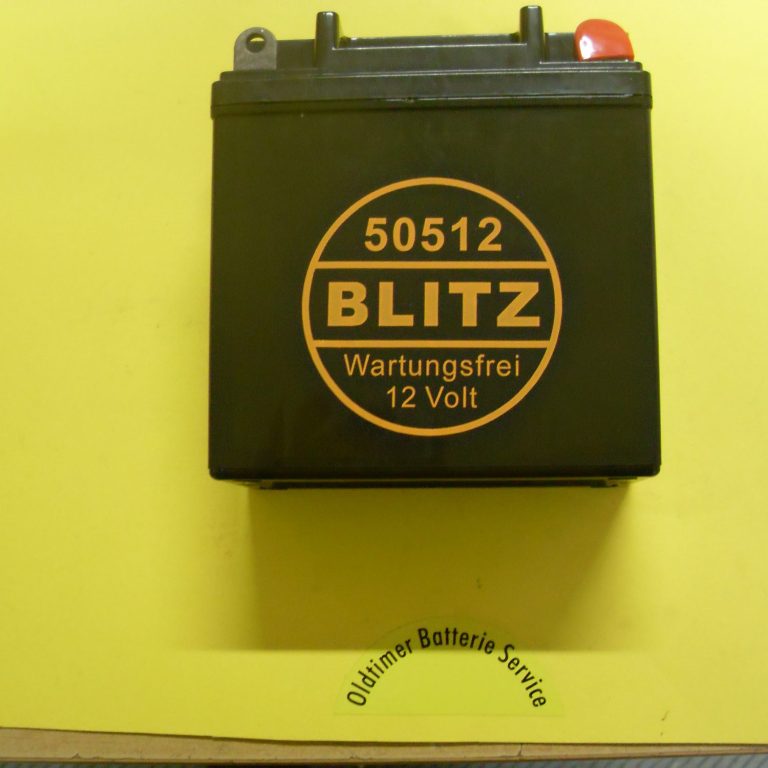 50512
BLITZ
Wartungsfrei
12 Volt
Oldtimer Batterie Service